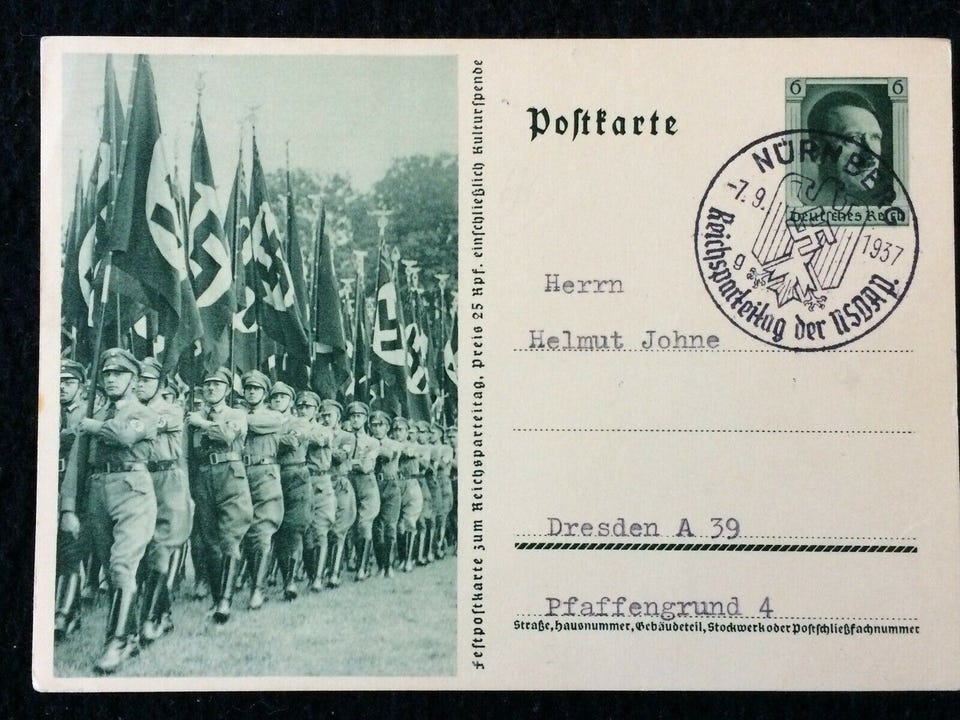 Festpostkarte zum Reichsparteitag, Preis 25 Rpf. einschließlich Kulturspende
Postkarte
6 6
Deutsches Reich
NÜRNBERG
-7.9. 1937
g
Reichsparteitag der NSDAP.
Herrn
Helmut Johne
Dresden A 39
Pfaffengrund 4
Straße, Hausnummer, Gebäudeteil, Stockwerk oder Postschließfachnummer